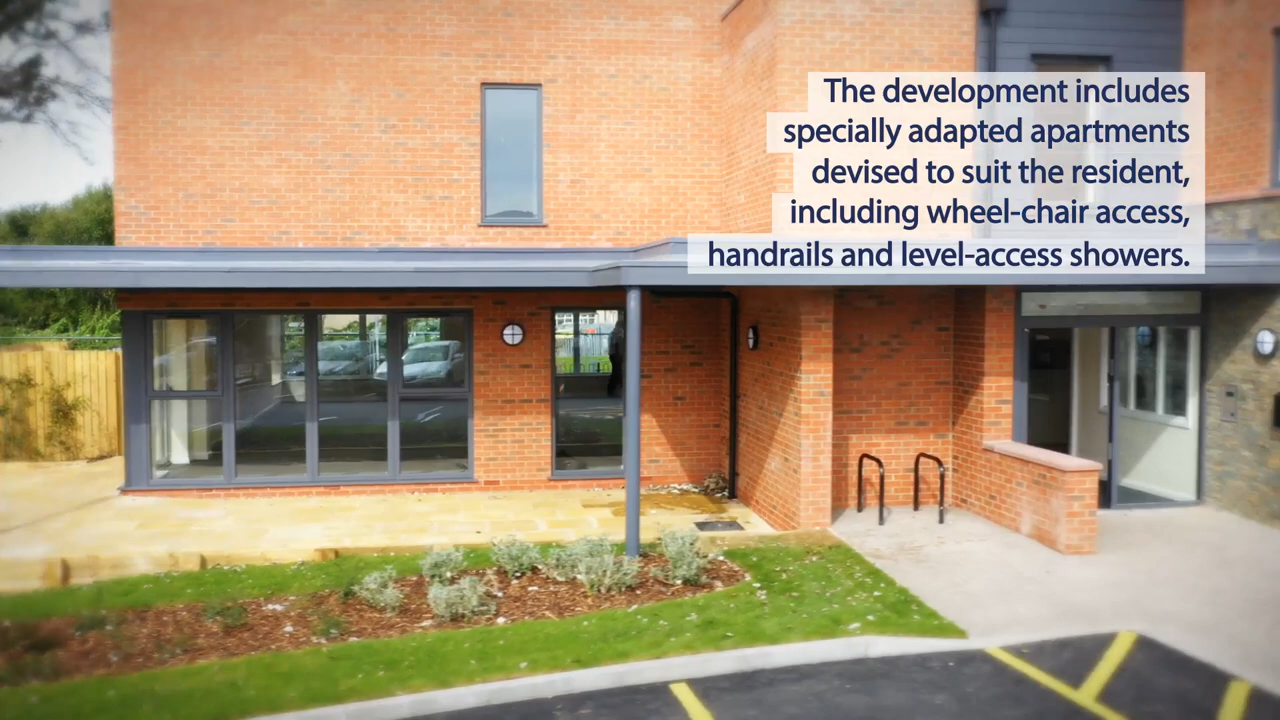 The development includes
specially adapted apartments
devised to suit the resident,
including wheel-chair access,
handrails and level-access showers.